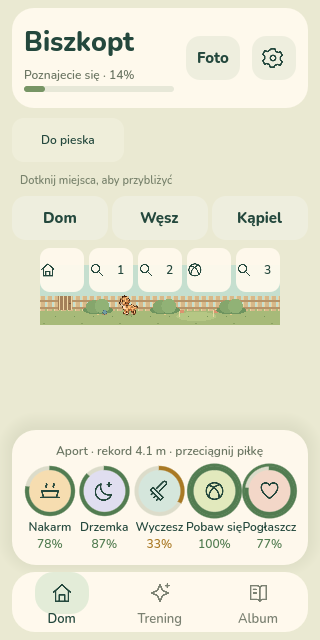 Biszkopt
Poznajecie się · 14%
Foto
Do pieska
Dotknij miejsca, aby przybliżyć
Dom Węsz Kąpiel
1 2 3
Aport · rekord 4.1 m · przeciągnij piłkę
Nakarm Drzemka Wyczesz Pobaw się Pogłaszcz
78% 87% 33% 100% 77%
Dom Trening Album